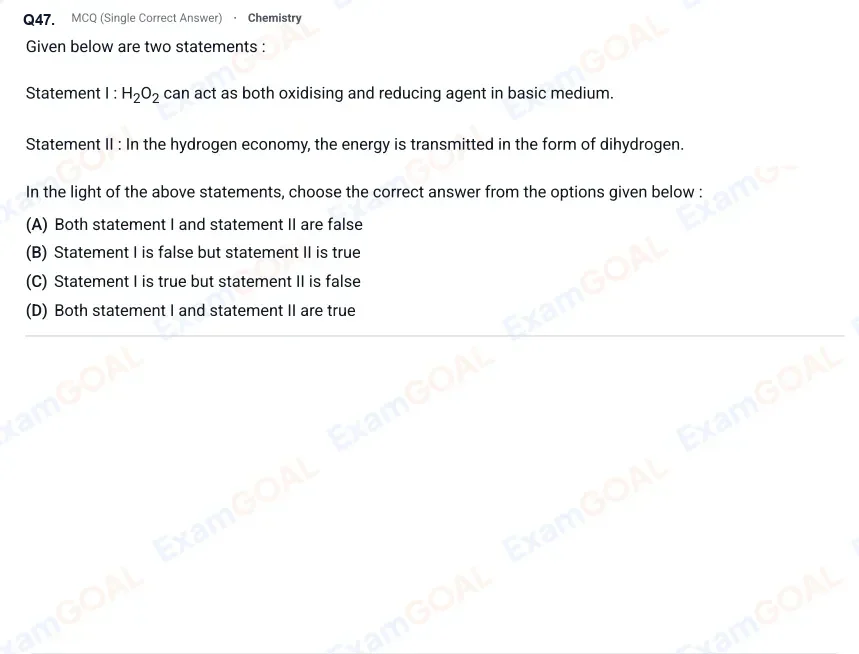 Q47. MCQ (Single Correct Answer) · Chemistry
Given below are two statements :
Statement I : H₂O₂ can act as both oxidising and reducing agent in basic medium.
Statement II : In the hydrogen economy, the energy is transmitted in the form of dihydrogen.
In the light of the above statements, choose the correct answer from the options given below :
(A) Both statement I and statement II are false
(B) Statement I is false but statement II is true
(C) Statement I is true but statement II is false
(D) Both statement I and statement II are true
ExamGOAL